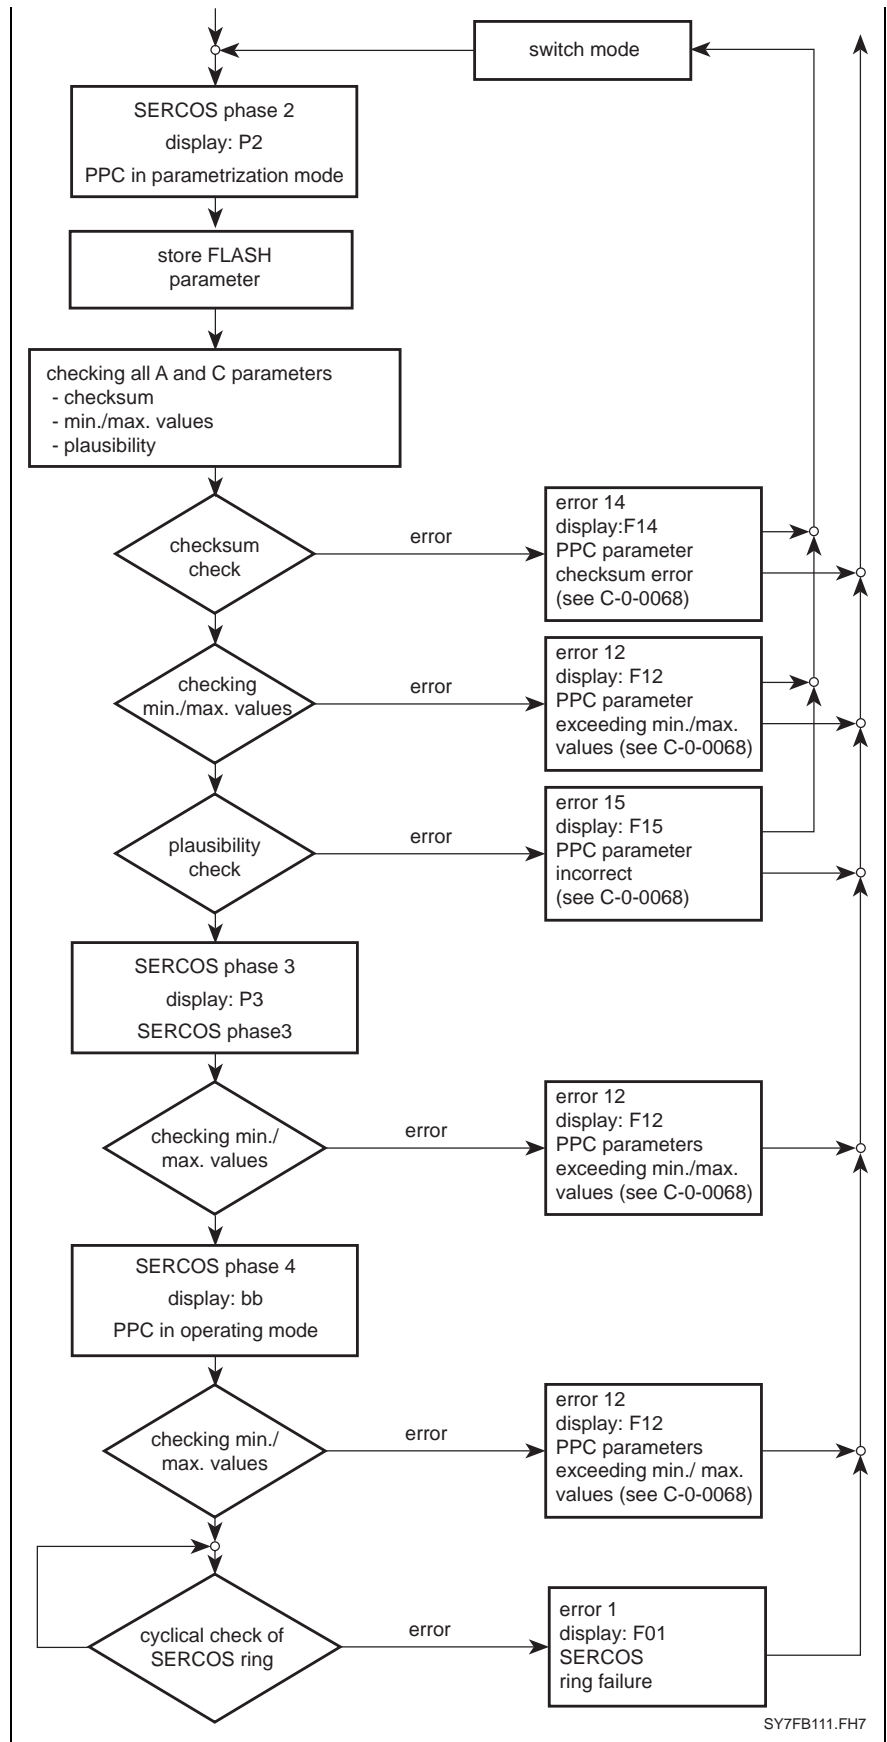 switch mode
SERCOS phase 2
display: P2
PPC in parametrization mode
store FLASH
parameter
checking all A and C parameters
- checksum
- min./max. values
- plausibility
checksum
check
error
error 14
display:F14
PPC parameter
checksum error
(see C-0-0068)
checking
min./max. values
error
error 12
display: F12
PPC parameter
exceeding min./max.
values (see C-0-0068)
plausibility
check
error
error 15
display: F15
PPC parameter
incorrect
(see C-0-0068)
SERCOS phase 3
display: P3
SERCOS phase3
checking min./
max. values
error
error 12
display: F12
PPC parameters
exceeding min./max.
values (see C-0-0068)
SERCOS phase 4
display: bb
PPC in operating mode
checking min./
max. values
error
error 12
display: F12
PPC parameters
exceeding min./ max.
values (see C-0-0068)
cyclical check of
SERCOS ring
error
error 1
display: F01
SERCOS
ring failure
SY7FB111.FH7